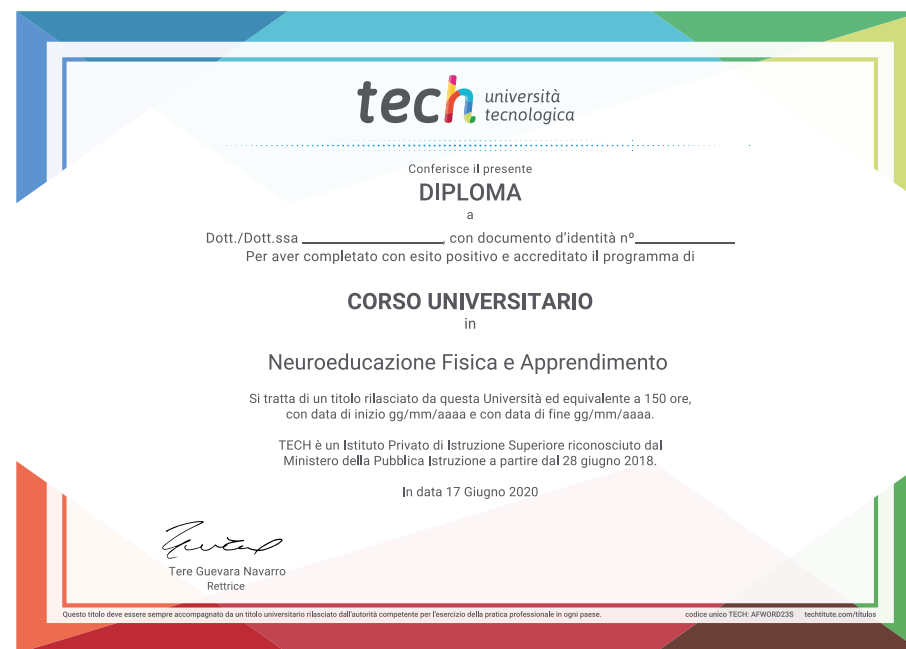 tech università
tecnologica
Conferisce il presente
DIPLOMA
a
Dott./Dott.ssa ____________________, con documento d'identità nº______________
Per aver completato con esito positivo e accreditato il programma di
CORSO UNIVERSITARIO
in
Neuroeducazione Fisica e Apprendimento
Si tratta di un titolo rilasciato da questa Università ed equivalente a 150 ore,
con data di inizio gg/mm/aaaa e con data di fine gg/mm/aaaa.
TECH è un Istituto Privato di Istruzione Superiore riconosciuto dal
Ministero della Pubblica Istruzione a partire dal 28 giugno 2018.
In data 17 Giugno 2020
Tere Guevara Navarro
Rettrice
Questo titolo deve essere sempre accompagnato da un titolo universitario rilasciato dall'autorità competente per l'esercizio della pratica professionale in ogni paese. codice unico TECH: AFWORD23S techtitute.com/titulos